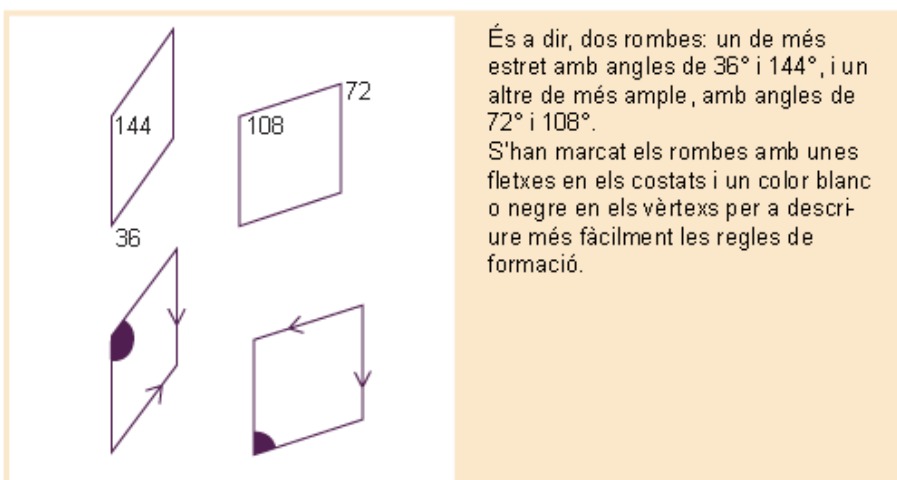 144
36
108
72
És a dir, dos rombes: un de més
estret amb angles de 36° i 144°, i un
altre de més ample, amb angles de
72° i 108°.
S'han marcat els rombes amb unes
fletxes en els costats i un color blanc
o negre en els vèrtexs per a descri-
ure més fàcilment les regles de
formació.